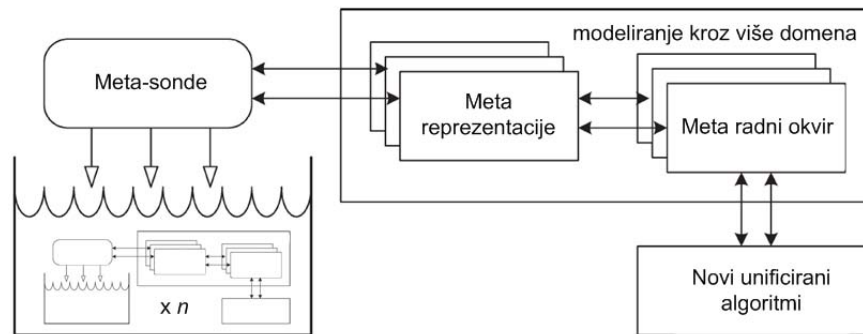 modeliranje kroz više domena
Meta-sonde
Meta
reprezentacije
Meta radni okvir
Novi unificirani
algoritmi
x n